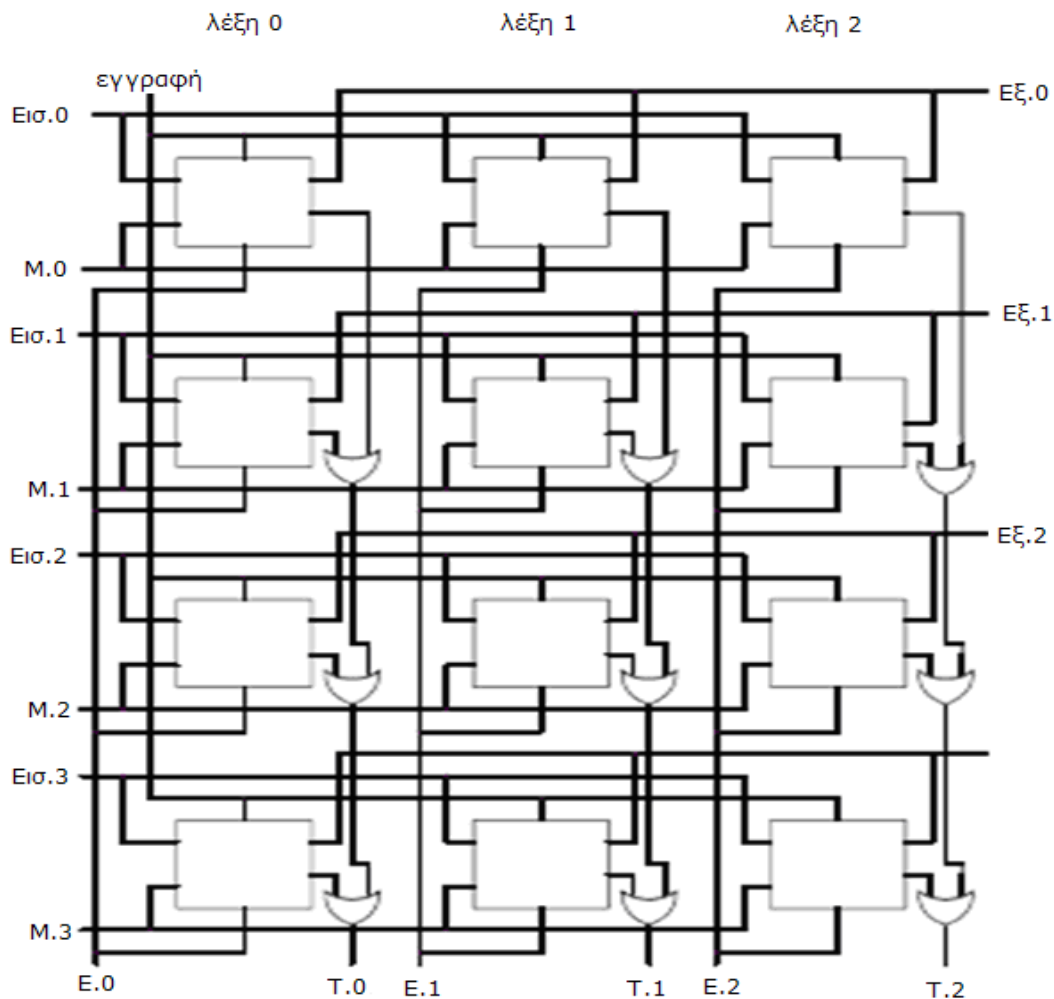 λέξη 0 λέξη 1 λέξη 2
εγγραφή
Εισ.0 Εξ.0
Μ.0
Εισ.1 Εξ.1
Μ.1
Εισ.2 Εξ.2
Μ.2
Εισ.3
Μ.3
Ε.0 Τ.0 Ε.1 Τ.1 Ε.2 Τ.2